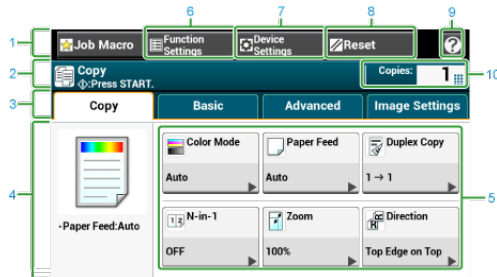 6
7
8
9
1
Job Macro
Function
Settings
Device
Settings
Reset
?
2
Copy
:Press START.
Copies:
1
10
3
Copy
Basic
Advanced
Image Settings
4
Color Mode
Paper Feed
Duplex Copy
Auto
Auto
1 → 1
5
-Paper Feed:Auto
1 2
N-in-1
Zoom
Direction
OFF
100%
Top Edge on Top